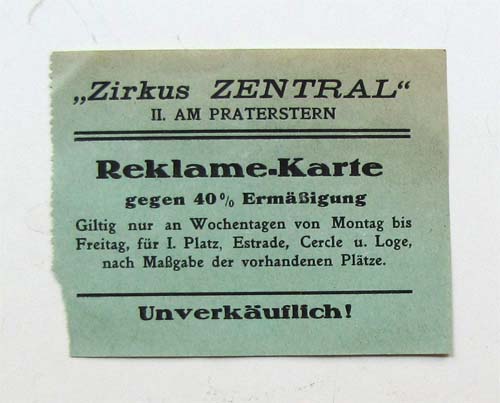 „Zirkus ZENTRAL“
II. AM PRATERSTERN
Reklame-Karte
gegen 40% Ermäßigung
Giltig nur an Wochentagen von Montag bis
Freitag, für I. Platz, Estrade, Cercle u. Loge,
nach Maßgabe der vorhandenen Plätze.
Unverkäuflich!